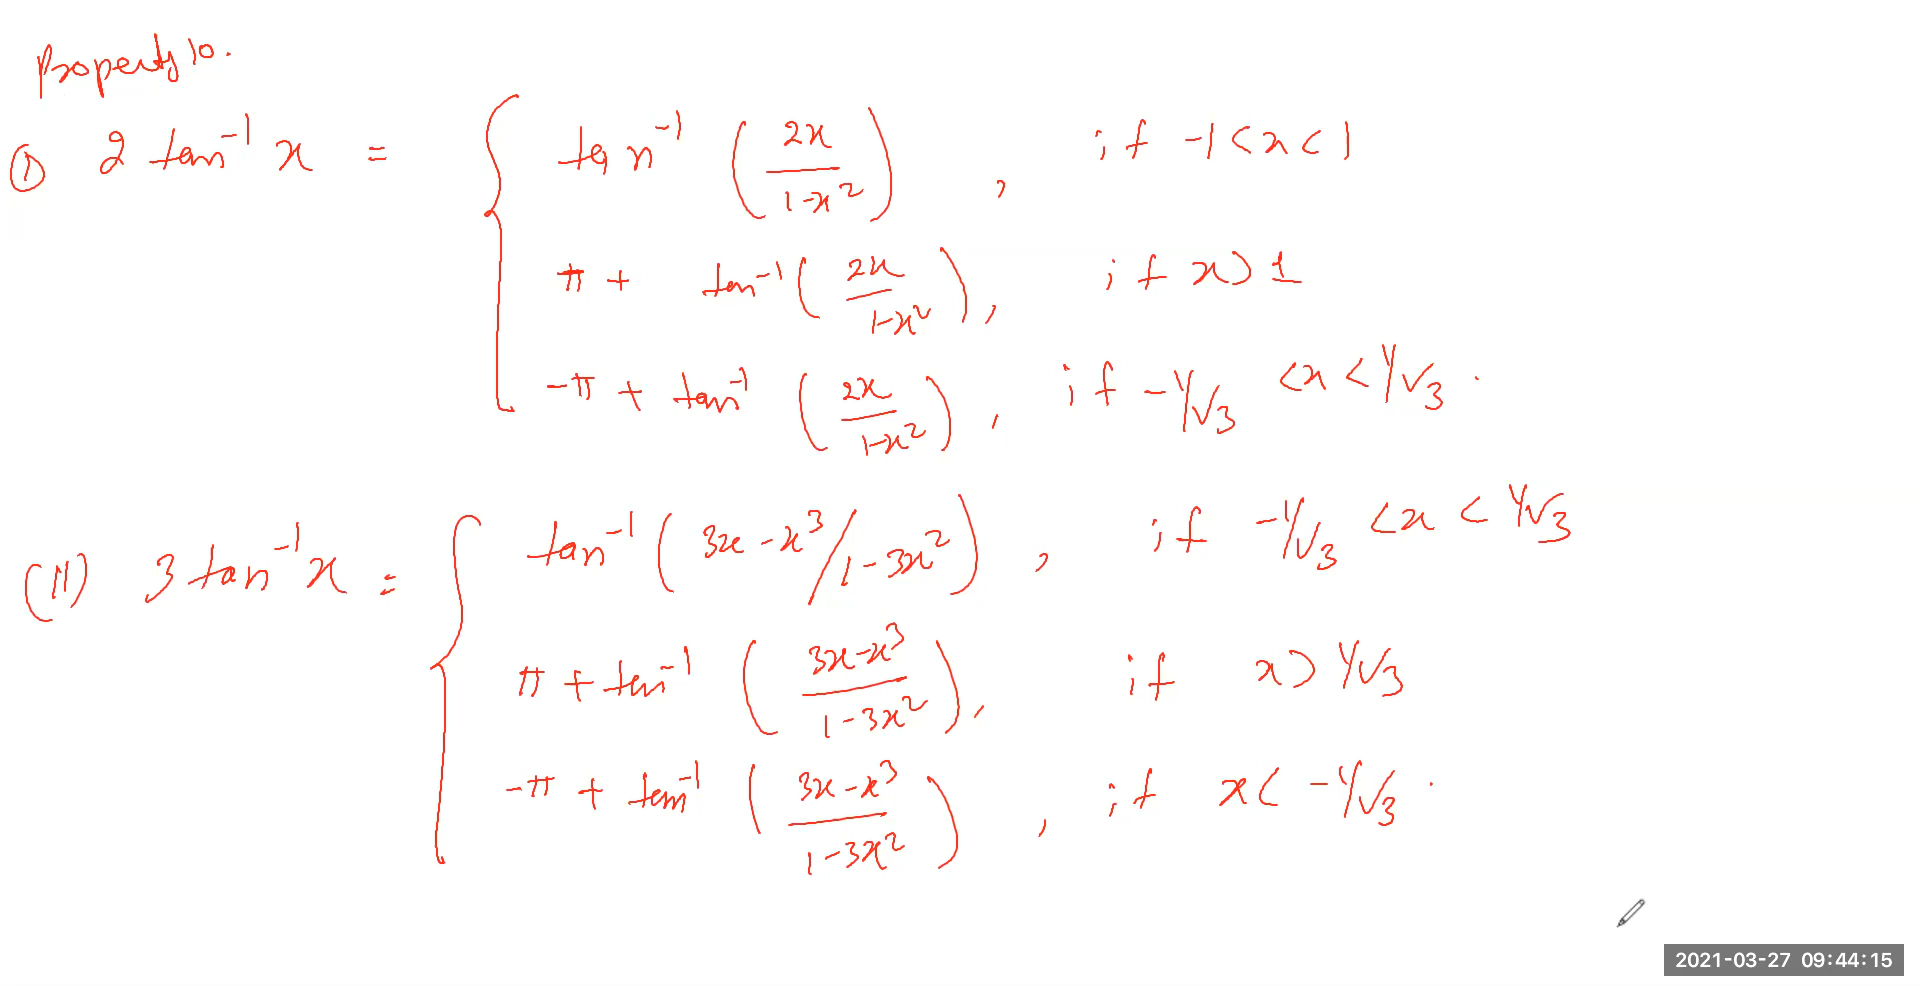 Property 10.
(I) 2 tan⁻¹ x = { tan⁻¹ (2x / 1-x²) , if -1 < x < 1
π + tan⁻¹ (2x / 1-x²), if x > 1
-π + tan⁻¹ (2x / 1-x²), if -1/√3 < x < 1/√3 .
(II) 3 tan⁻¹ x = { tan⁻¹ (3x - x³ / 1 - 3x²) , if -1/√3 < x < 1/√3
π + tan⁻¹ (3x - x³ / 1 - 3x²), if x > 1/√3
-π + tan⁻¹ (3x - x³ / 1 - 3x²) , if x < -1/√3 .
2021-03-27 09:44:15